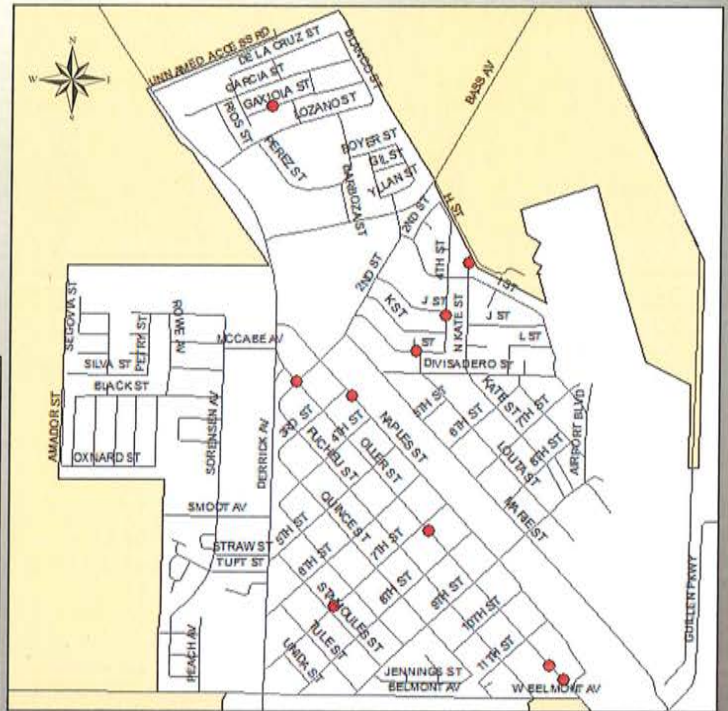 N
W
S
UNNAMED ACCESS RD
DE LA CRUZ ST
GARCIA ST
GAXIOLA ST
LOZANO ST
RIOS ST
PEREZ ST
BASS AV
BOYER ST
GIL ST
YLLAN ST
BARBOZA ST
H ST
2ND ST
4TH ST
2ND ST
I ST
J ST
J ST
K ST
N KATE ST
L ST
L ST
DIVISADERO ST
SEGOVIA ST
ROWE AV
PETRY ST
MCCABE AV
SILVA ST
BLACK ST
AMADOR ST
SORENSEN AV
DERRICK AV
OXNARD ST
3RD ST
4TH ST
NAPLES ST
5TH ST
6TH ST
KATE ST
7TH ST
8TH ST
AIRPORT BLVD
PUCHEU ST
OLLER ST
LOLITA ST
MARIE ST
SMOOT AV
QUINCE ST
5TH ST
6TH ST
7TH ST
8TH ST
9TH ST
10TH ST
11TH ST
STRAW ST
TUFT ST
STAMOULES ST
TULE ST
UNIDA ST
PEACH AV
JENNINGS ST
BELMONT AV
W BELMONT AV
GUILLEN PKWY